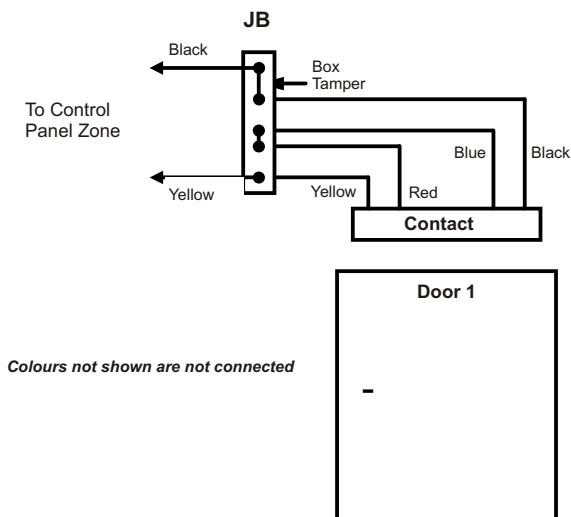 JB
Black
Box
Tamper
To Control
Panel Zone
Blue
Black
Yellow
Yellow
Red
Contact
Door 1
Colours not shown are not connected